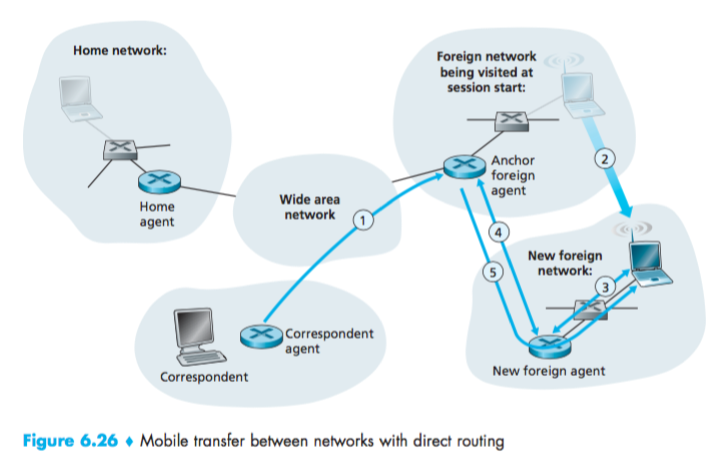 Home network:
Home
agent
Wide area
network
1
Foreign network
being visited at
session start:
Anchor
foreign
agent
2
4
5
New foreign
network:
3
New foreign agent
Correspondent
agent
Correspondent
Figure 6.26 ♦ Mobile transfer between networks with direct routing